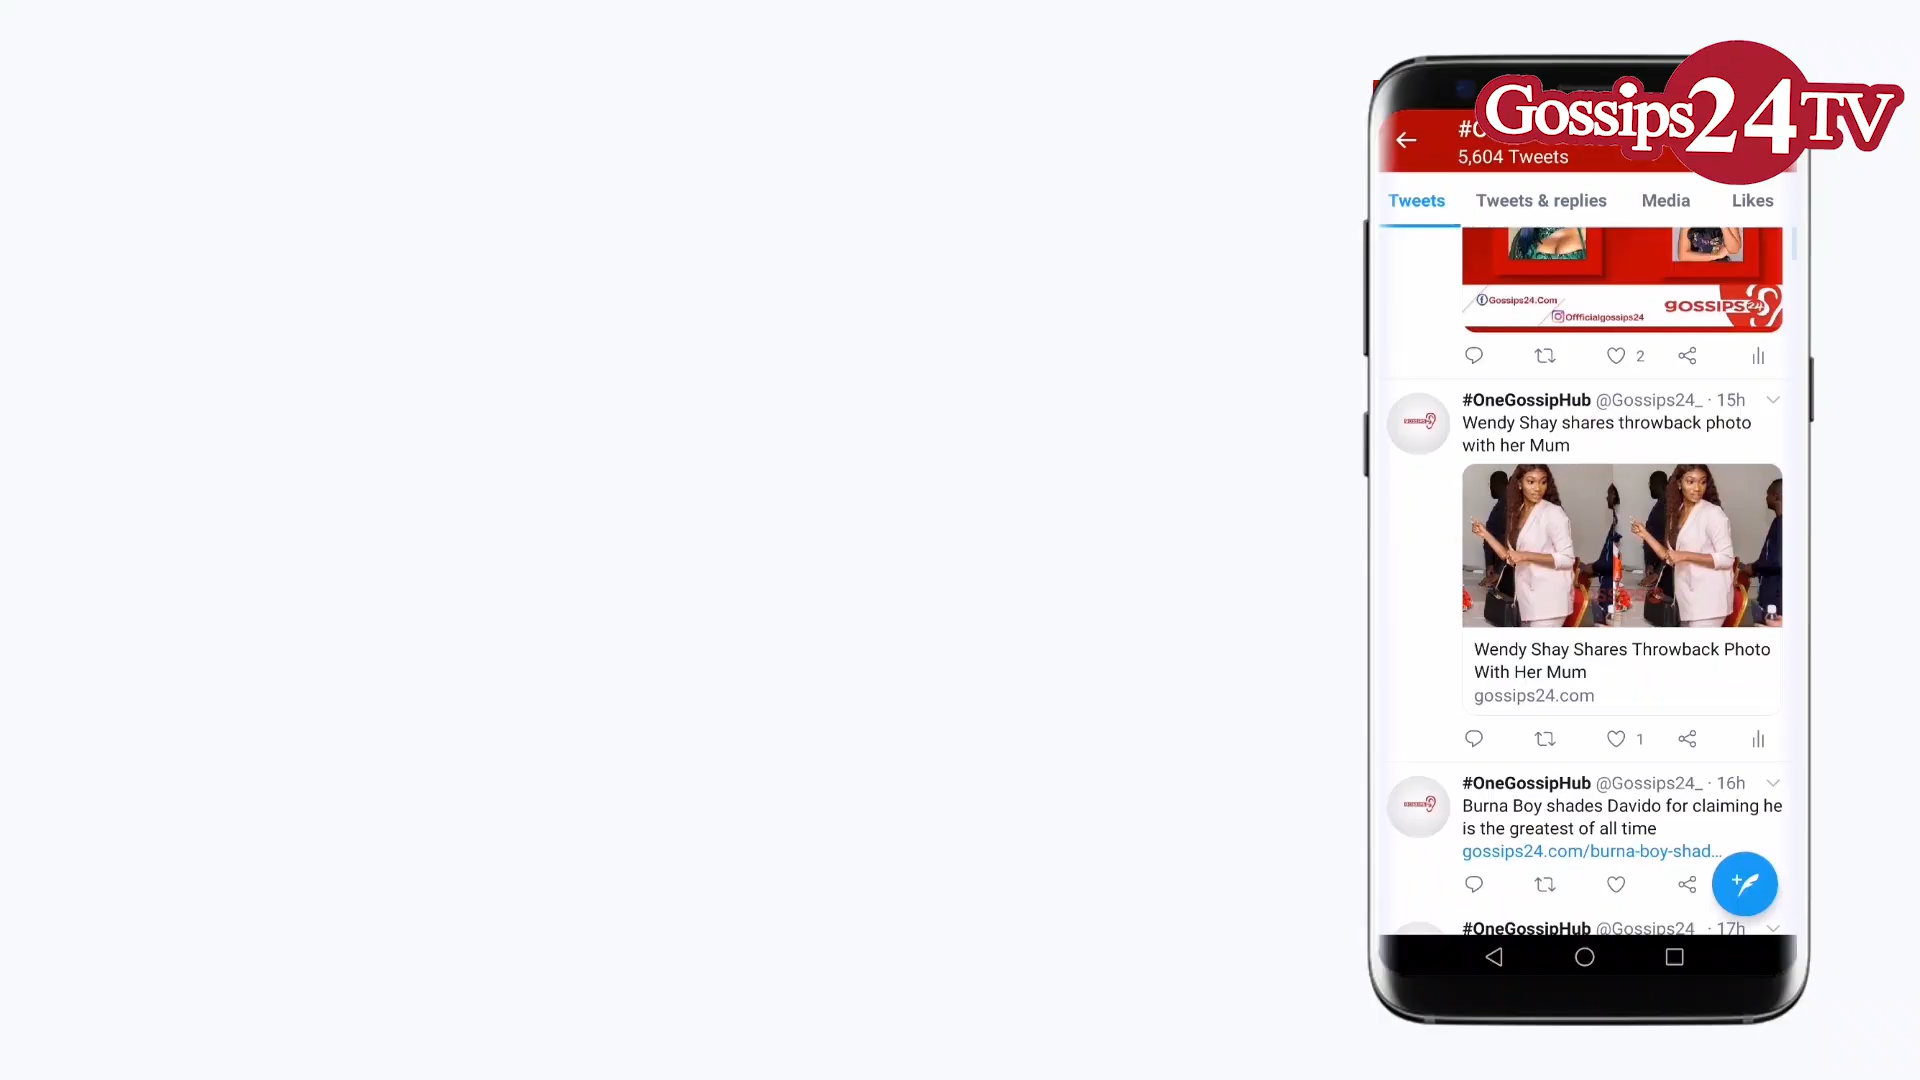 Gossips24TV
5,604 Tweets
Tweets
Tweets & replies
Media
Likes
Gossips24.Com
Offficialgossips24
gossips24
2
#OneGossipHub @Gossips24_ · 15h
Wendy Shay shares throwback photo
with her Mum
Wendy Shay Shares Throwback Photo
With Her Mum
gossips24.com
1
#OneGossipHub @Gossips24_ · 16h
Burna Boy shades Davido for claiming he
is the greatest of all time
gossips24.com/burna-boy-shad...
#OneGossipHub @Gossips24_ · 17h